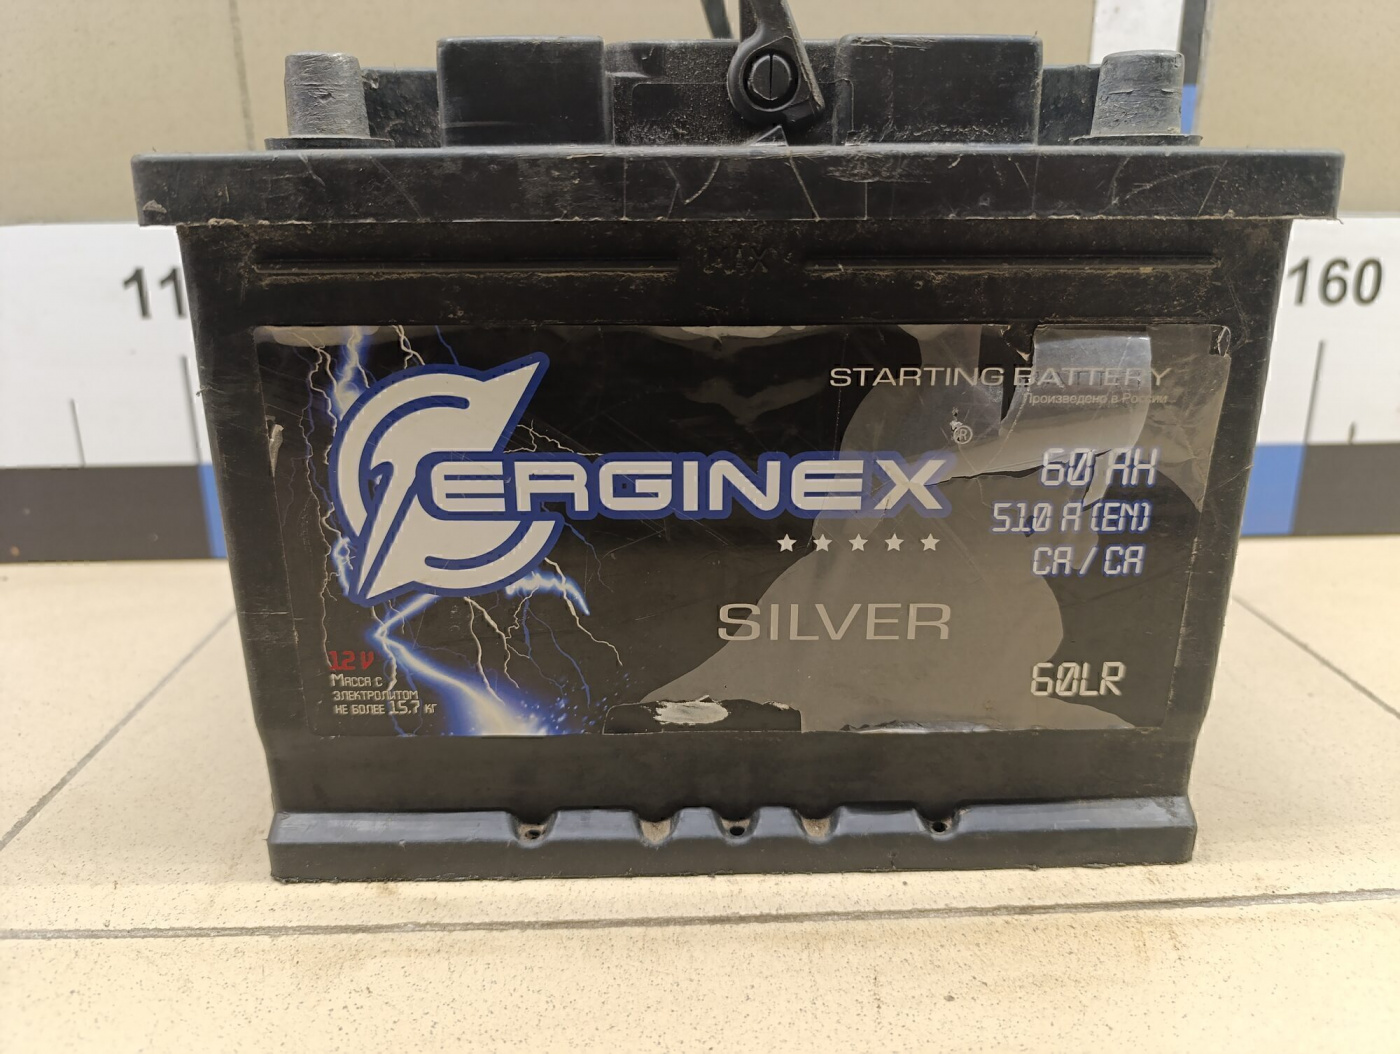 160
STARTING BATTERY
Произведено в России
ERGINEX ®
60 AH
510 A (EN)
CA / CA
SILVER
12 V
МАССА С
ЭЛЕКТРОЛИТОМ
НЕ БОЛЕЕ 15.7 КГ
60LR